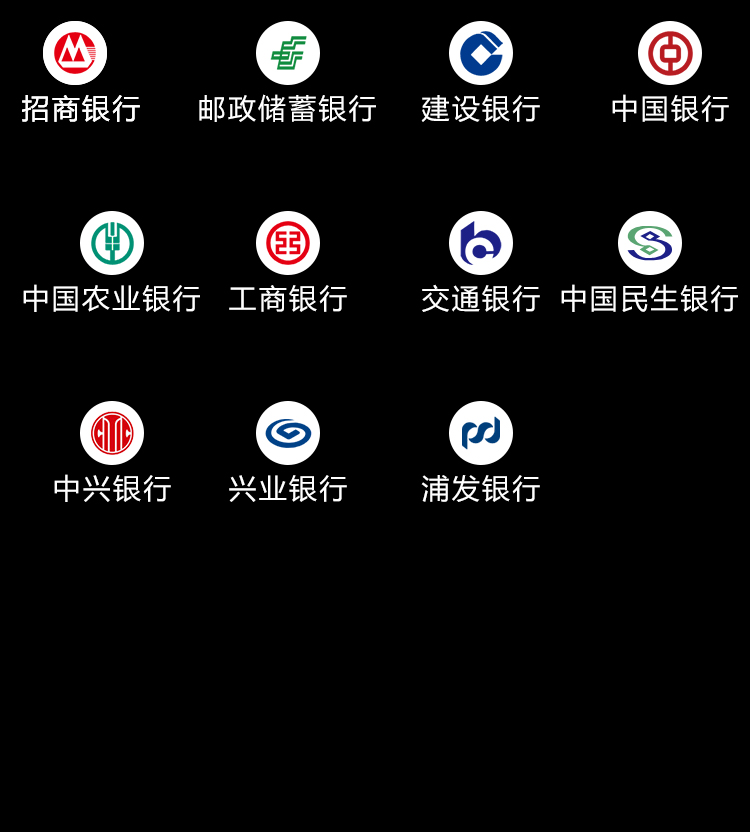 招商银行 邮政储蓄银行 建设银行 中国银行
中国农业银行 工商银行 交通银行 中国民生银行
中兴银行 兴业银行 浦发银行